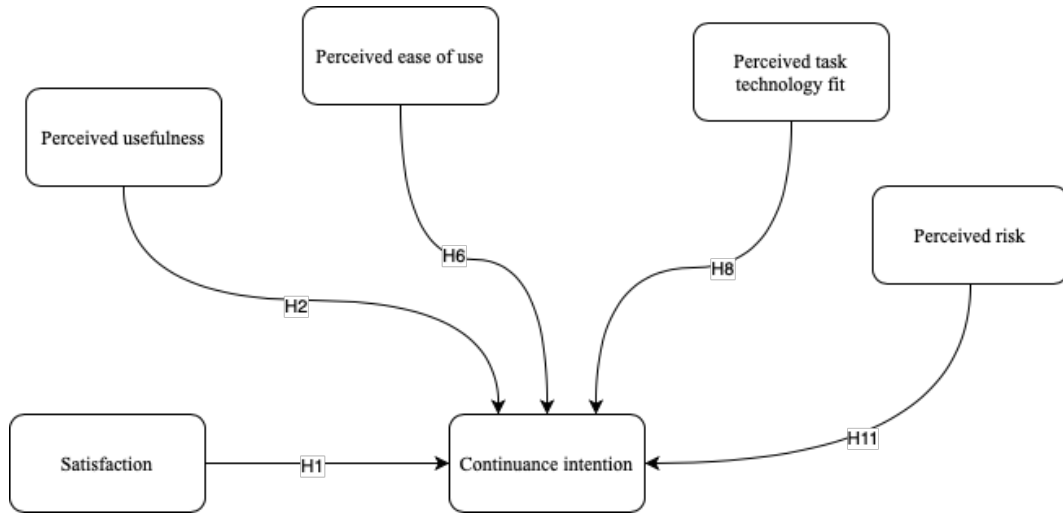 Perceived ease of use
Perceived task
technology fit
Perceived usefulness
Perceived risk
H6
H8
H2
H11
Satisfaction
H1
Continuance intention